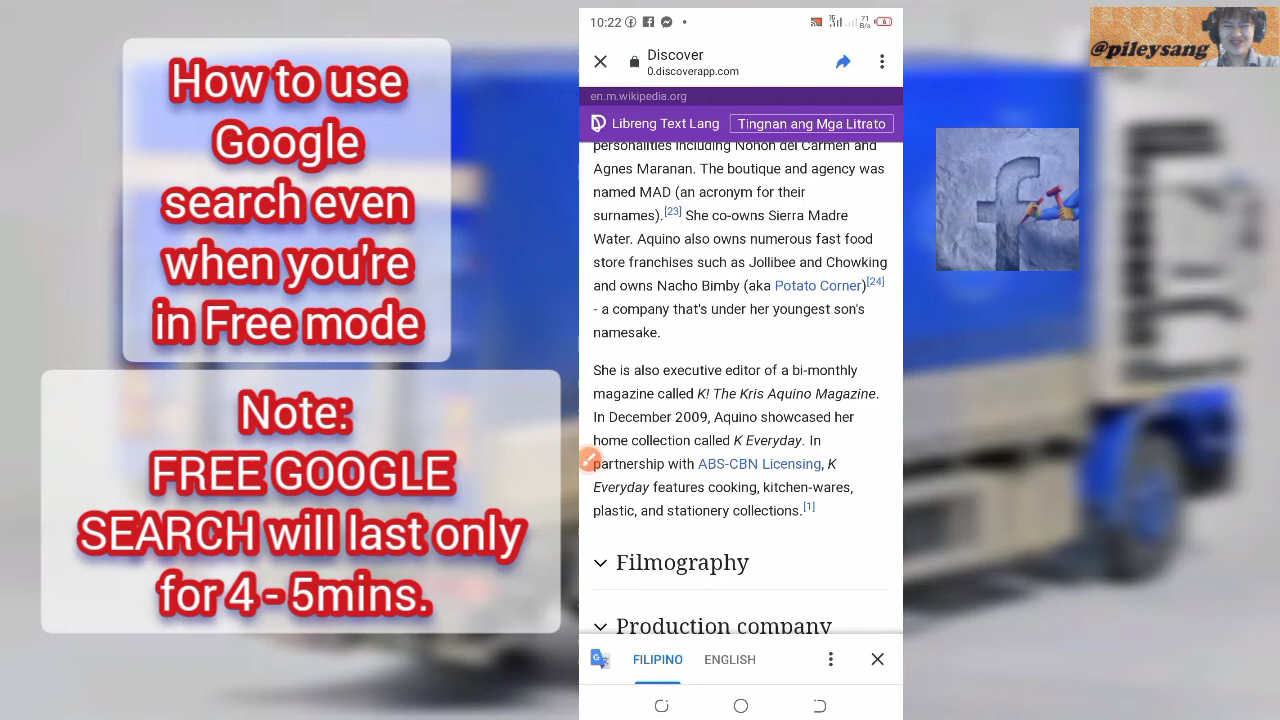 How to use
Google
search even
when you're
in Free mode
Note:
FREE GOOGLE
SEARCH will last only
for 4 - 5mins.
10:22
71
B/s
6
Discover
0.discoverapp.com
en.m.wikipedia.org
Libreng Text Lang
Tingnan ang Mga Litrato
personalities including Nonon del Carmen and
Agnes Maranan. The boutique and agency was
named MAD (an acronym for their
surnames).[23] She co-owns Sierra Madre
Water. Aquino also owns numerous fast food
store franchises such as Jollibee and Chowking
and owns Nacho Bimby (aka Potato Corner)[24]
- a company that's under her youngest son's
namesake.
She is also executive editor of a bi-monthly
magazine called K! The Kris Aquino Magazine.
In December 2009, Aquino showcased her
home collection called K Everyday. In
partnership with ABS-CBN Licensing, K
Everyday features cooking, kitchen-wares,
plastic, and stationery collections.[1]
Filmography
Production company
FILIPINO
ENGLISH
@pileysang